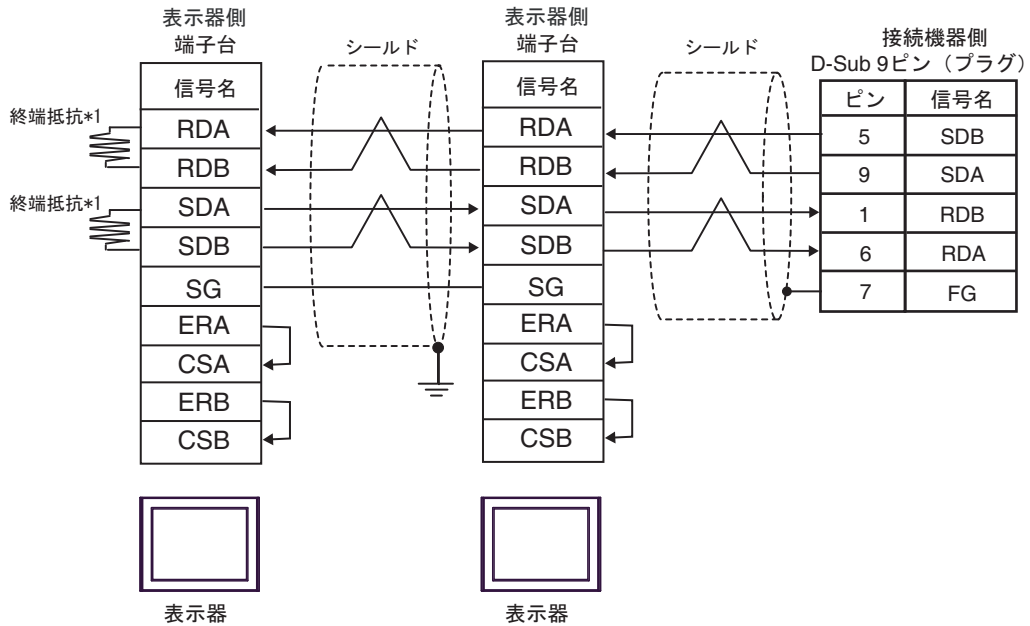 表示器側
端子台
信号名
RDA
RDB
SDA
SDB
SG
ERA
CSA
ERB
CSB
終端抵抗*1
終端抵抗*1
シールド
表示器
表示器側
端子台
信号名
RDA
RDB
SDA
SDB
SG
ERA
CSA
ERB
CSB
シールド
表示器
接続機器側
D-Sub 9ピン（プラグ）
ピン 信号名
5 SDB
9 SDA
1 RDB
6 RDA
7 FG